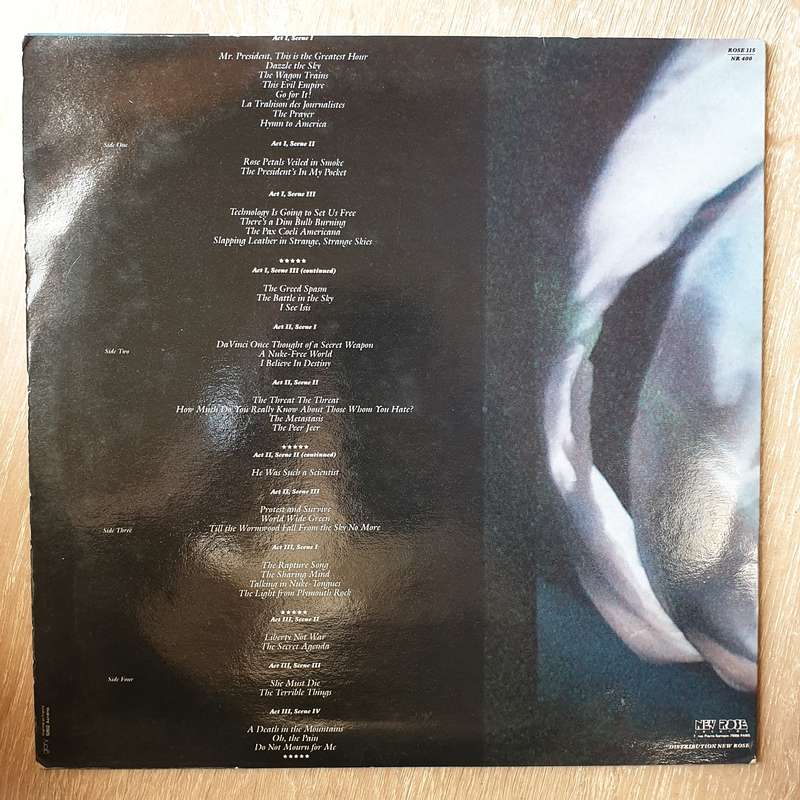 Act I, Scene I
Mr. President, This is the Greatest Hour
Dazzle the Sky
The Wagon Trains
This Evil Empire
Go for It!
La Trahison des Journalistes
The Prayer
Hymn to America
Side One
Act I, Scene II
Rose Petals Veiled in Smoke
The President's In My Pocket
Act I, Scene III
Technology Is Going to Set Us Free
There's a Dim Bulb Burning
The Pax Coeli Americana
Slapping Leather in Strange, Strange Skies
★★★★★
Act I, Scene III (continued)
The Greed Spasm
The Battle in the Sky
I See Isis
Act II, Scene I
Side Two
DaVinci Once Thought of a Secret Weapon
A Nuke-Free World
I Believe In Destiny
Act II, Scene II
The Threat The Threat
How Much Do You Really Know About Those Whom You Hate?
The Metastasis
The Peer Jeer
★★★★★
Act II, Scene II (continued)
He Was Such a Scientist
Act II, Scene III
Protest and Survive
World Wide Green
Side Three
Till the Wormwood Fall From the Sky No More
Act III, Scene I
The Rapture Song
The Sharing Mind
Talking in Nuke-Tongues
The Light from Plymouth Rock
★★★★★
Act III, Scene II
Liberty Not War
The Secret Agenda
Act III, Scene III
Side Four
She Must Die
The Terrible Things
Act III, Scene IV
A Death in the Mountains
Oh, the Pain
Do Not Mourn for Me
★★★★★
ROSE 115
NR 400
NEW ROSE
RECORDS
7, rue Pierre Sarrazin 75006 PARIS
DISTRIBUTION NEW ROSE